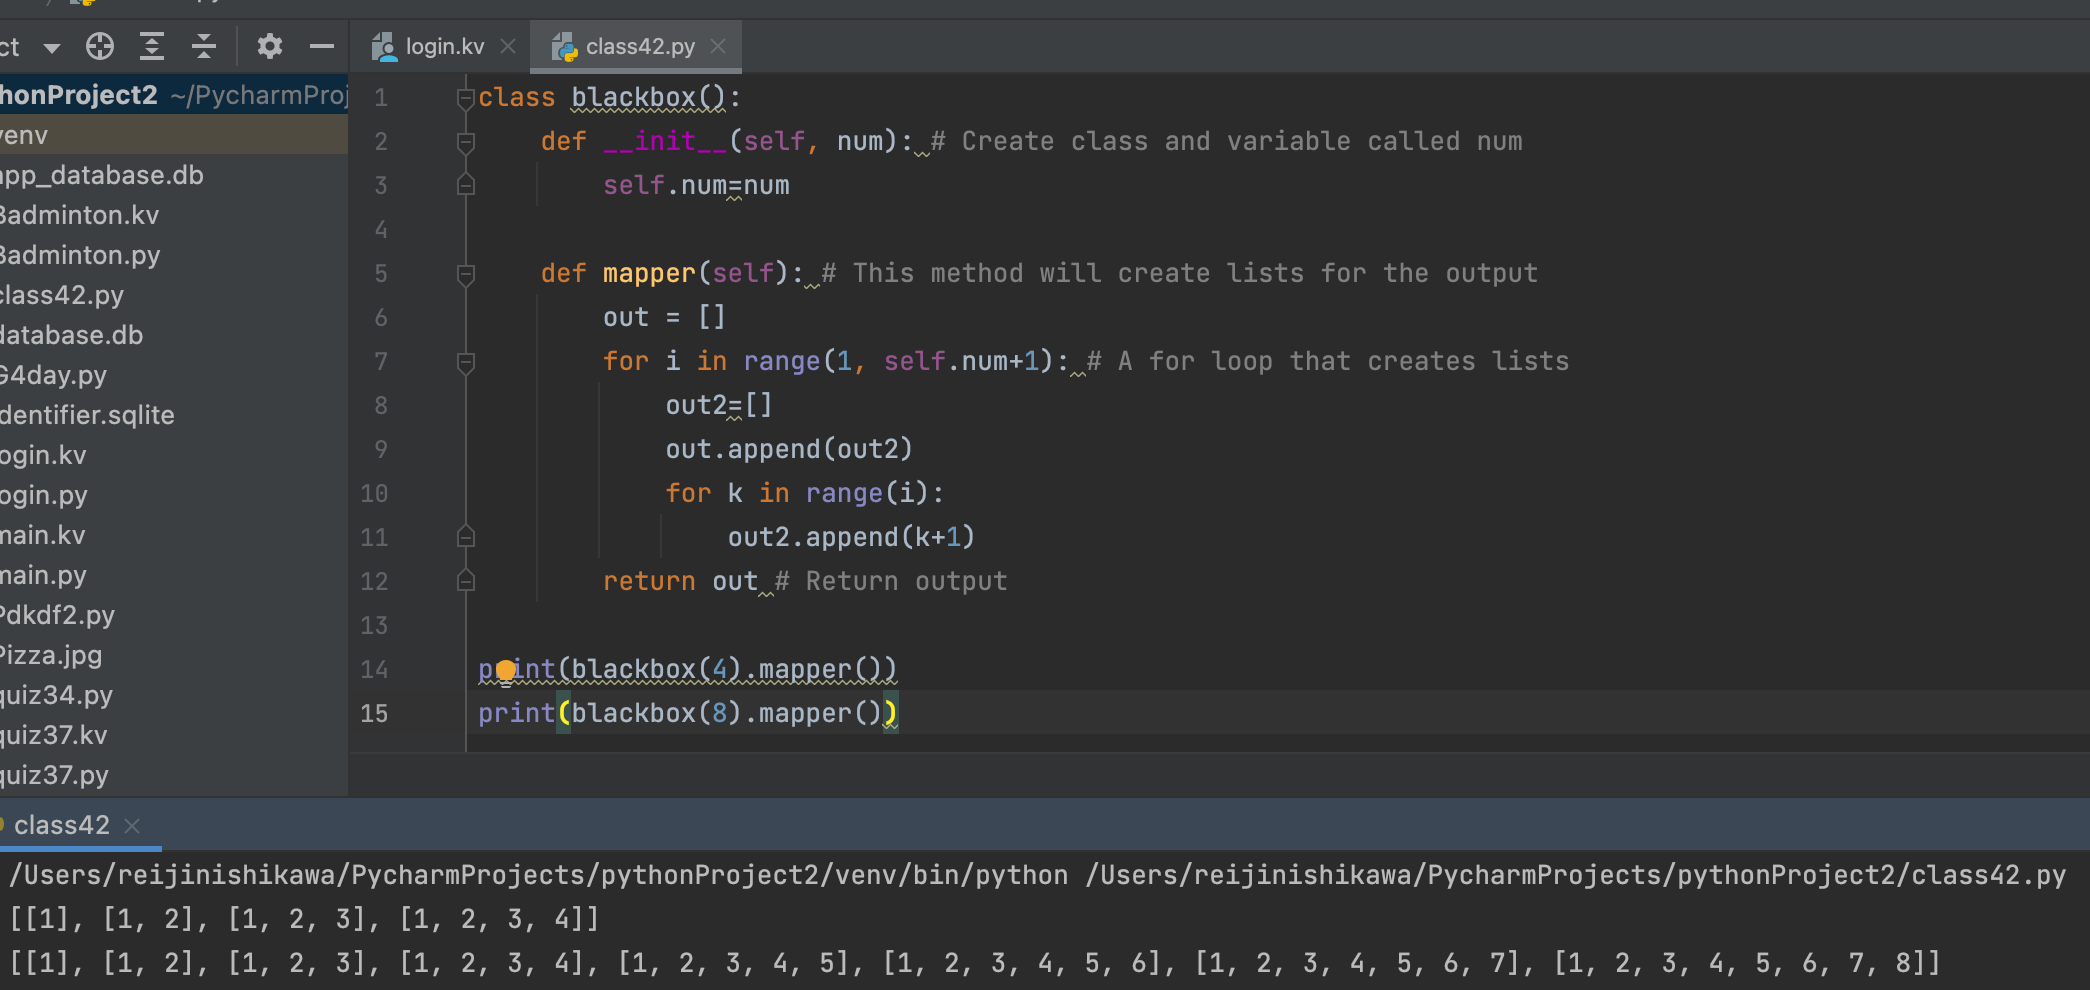 ct
login.kv
class42.py
thonProject2 ~/PycharmProj
venv
app_database.db
Badminton.kv
Badminton.py
class42.py
database.db
G4day.py
identifier.sqlite
login.kv
login.py
main.kv
main.py
Pdkdf2.py
Pizza.jpg
quiz34.py
quiz37.kv
quiz37.py
1 class blackbox():
2     def __init__(self, num): # Create class and variable called num
3         self.num=num
4
5     def mapper(self): # This method will create lists for the output
6         out = []
7         for i in range(1, self.num+1): # A for loop that creates lists
8             out2=[]
9             out.append(out2)
10             for k in range(i):
11                 out2.append(k+1)
12         return out # Return output
13
14 print(blackbox(4).mapper())
15 print(blackbox(8).mapper())
class42
/Users/reijinishikawa/PycharmProjects/pythonProject2/venv/bin/python /Users/reijinishikawa/PycharmProjects/pythonProject2/class42.py
[[1], [1, 2], [1, 2, 3], [1, 2, 3, 4]]
[[1], [1, 2], [1, 2, 3], [1, 2, 3, 4], [1, 2, 3, 4, 5], [1, 2, 3, 4, 5, 6], [1, 2, 3, 4, 5, 6, 7], [1, 2, 3, 4, 5, 6, 7, 8]]